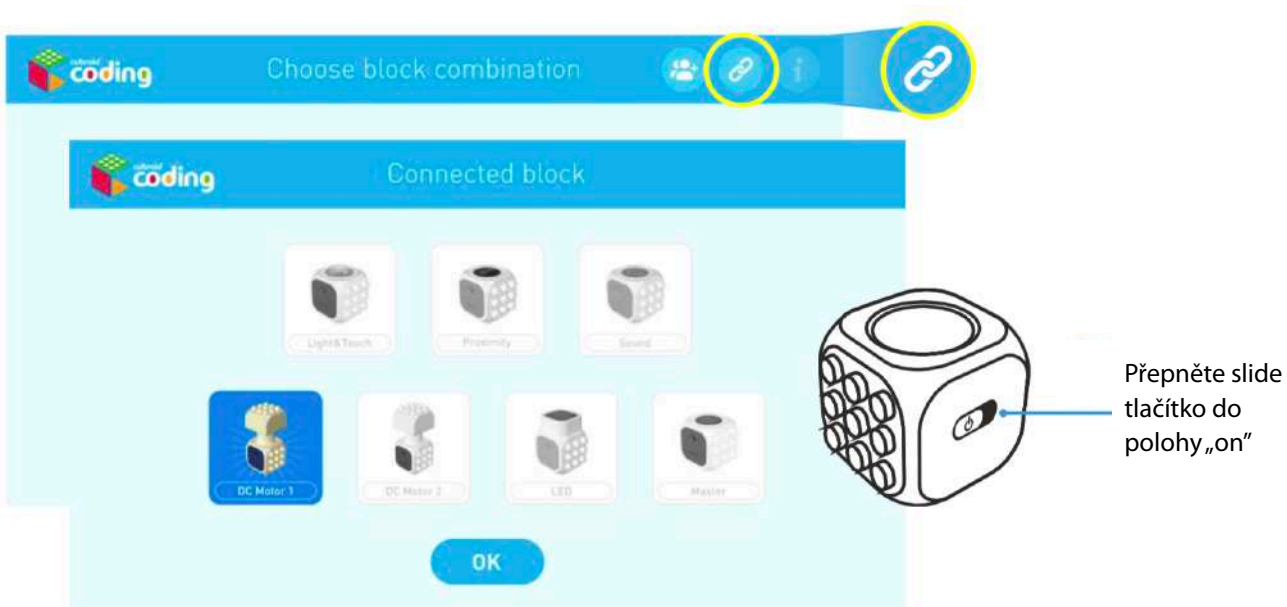 coding
Choose block combination
coding
Connected block
Light&Touch
Proximity
Sound
DC Motor 1
DC Motor 2
LED
Master
OK
Přepněte slide
tlačítko do
polohy „on”